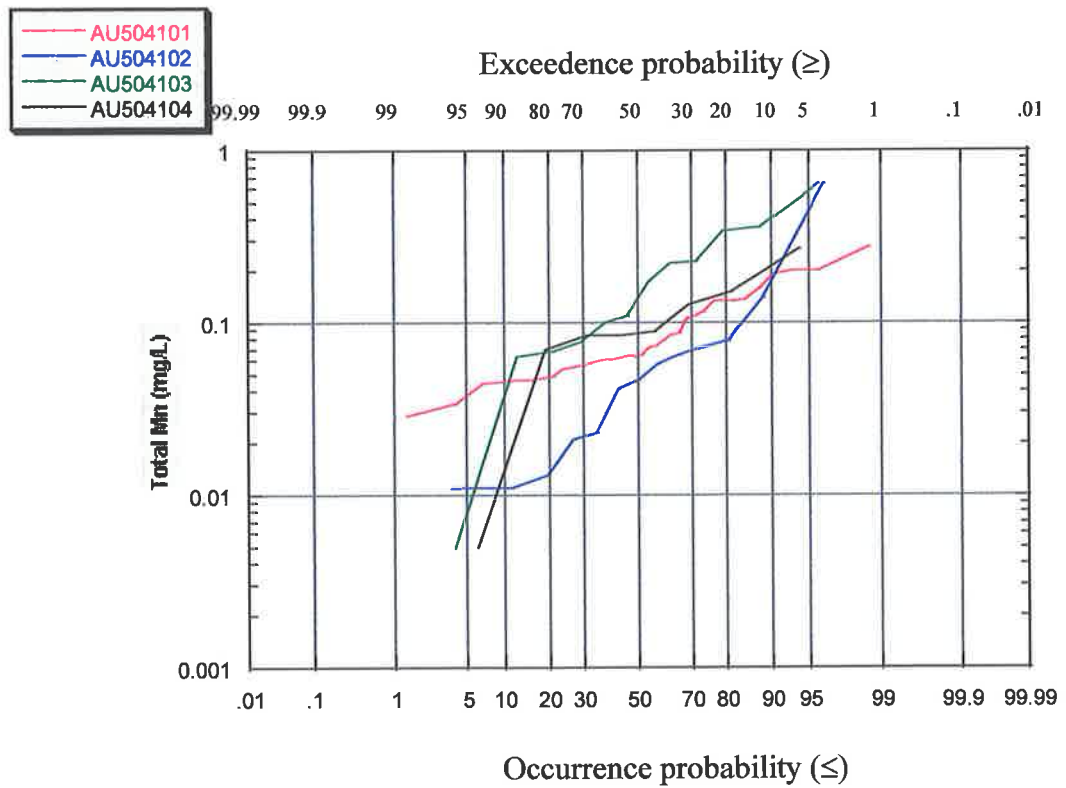 AU504101
AU504102
AU504103
AU504104
Exceedence probability (≥)
99.99 99.9 99 95 90 80 70 50 30 20 10 5 1 .1 .01
1
0.1
0.01
0.001
Total Mn (mg/L)
.01 .1 1 5 10 20 30 50 70 80 90 95 99 99.9 99.99
Occurrence probability (≤)